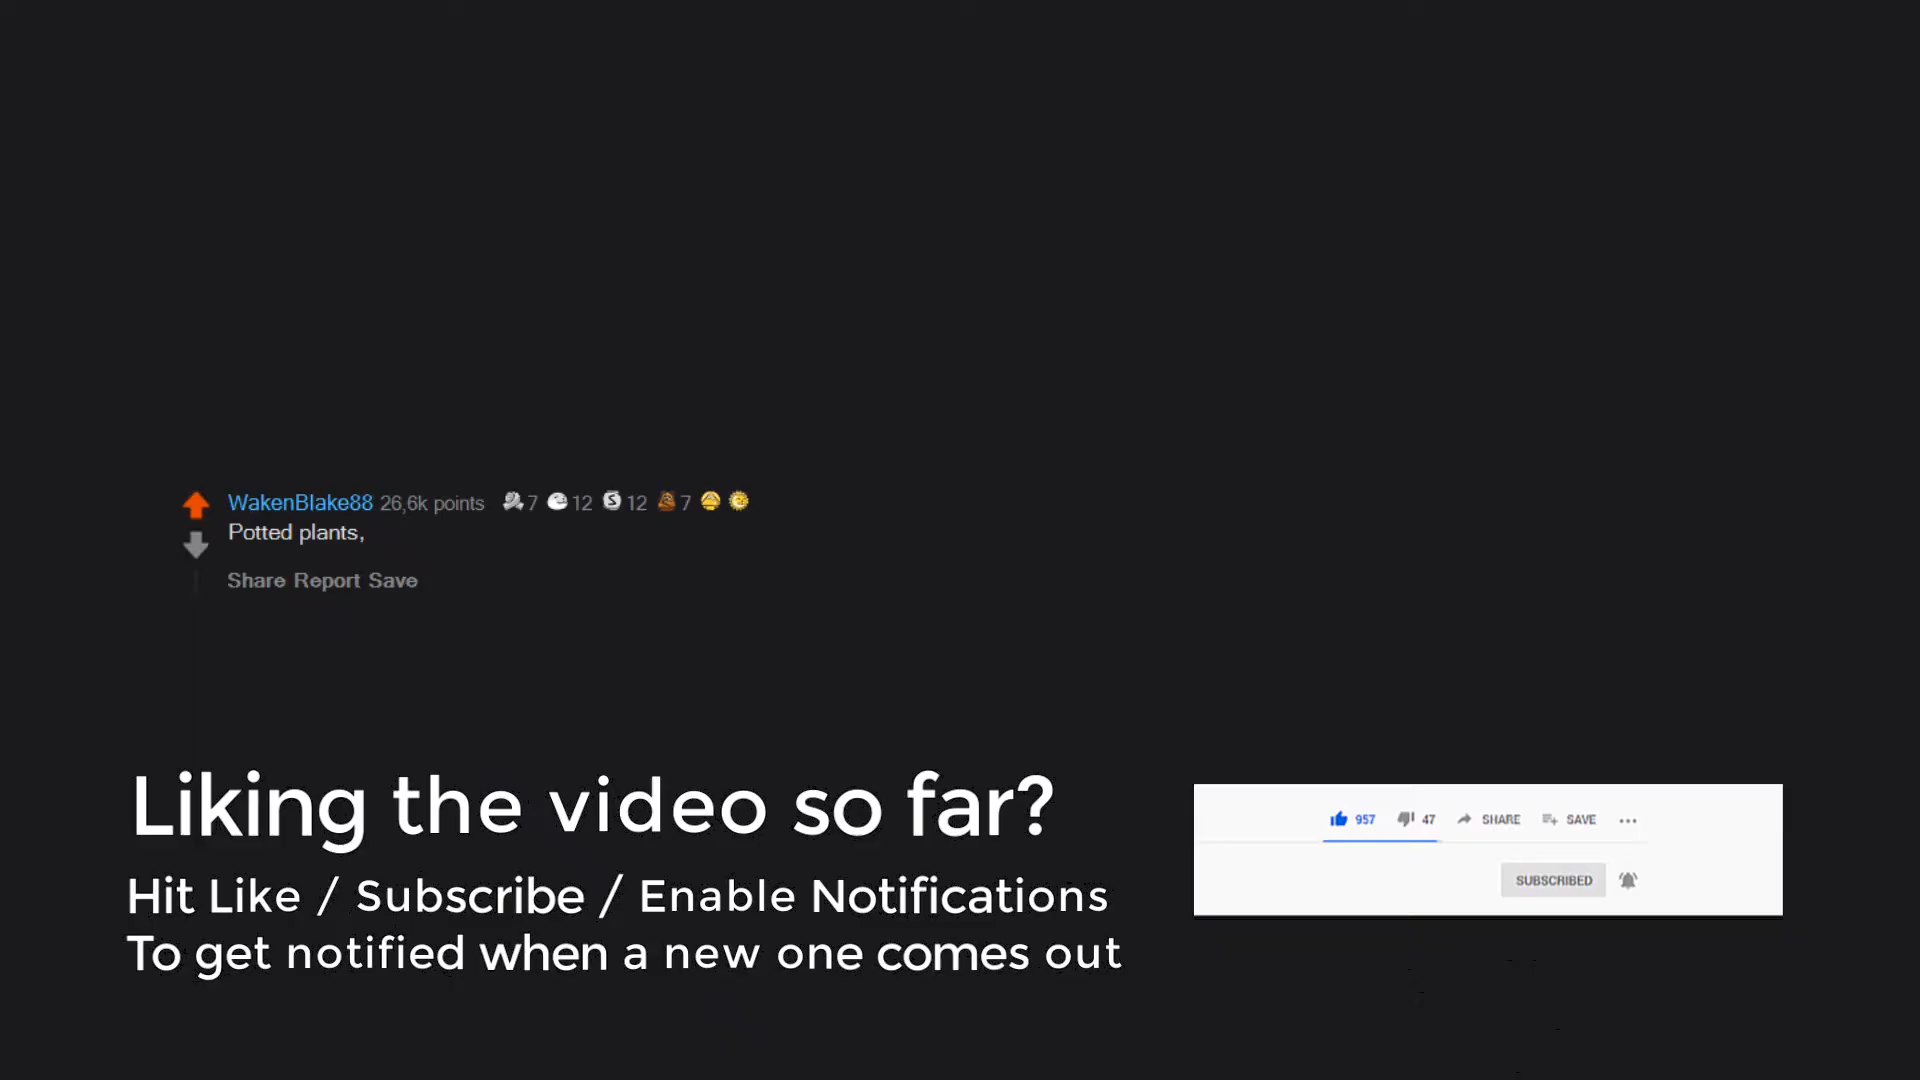 WakenBlake88 26,6k points 7 12 12 7
Potted plants,
Share Report Save
Liking the video so far?
Hit Like / Subscribe / Enable Notifications
To get notified when a new one comes out
957 47 SHARE SAVE
SUBSCRIBED